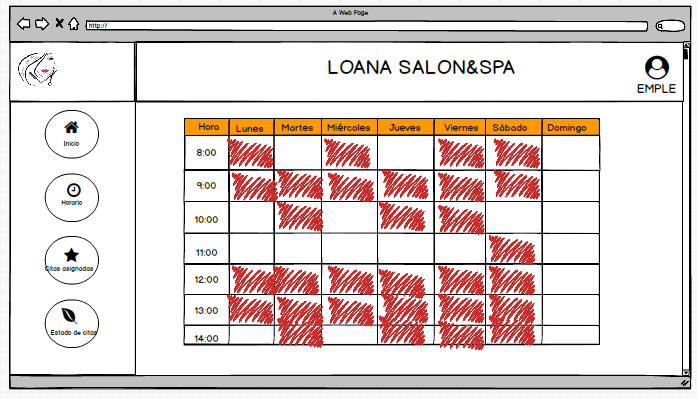 A Web Page
http://
LOANA SALON&SPA
EMPLE
Inicio
Horario
Citas asignadas
Estado de citas
Hora Lunes Martes Miércoles Jueves Viernes Sábado Domingo
8:00
9:00
10:00
11:00
12:00
13:00
14:00